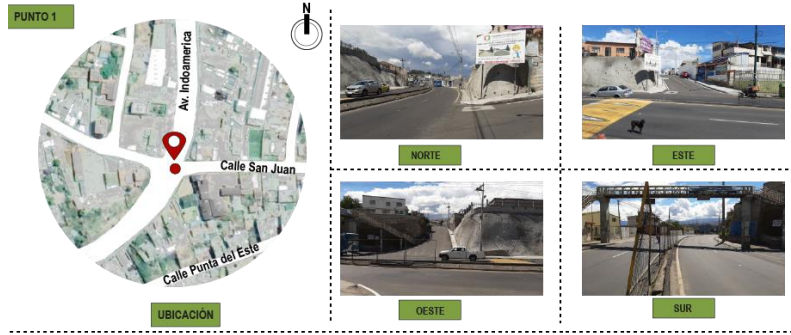 PUNTO 1
N
Av. Indoamerica
Calle San Juan
Calle Punta del Este
UBICACIÓN
NORTE
ESTE
OESTE
SUR